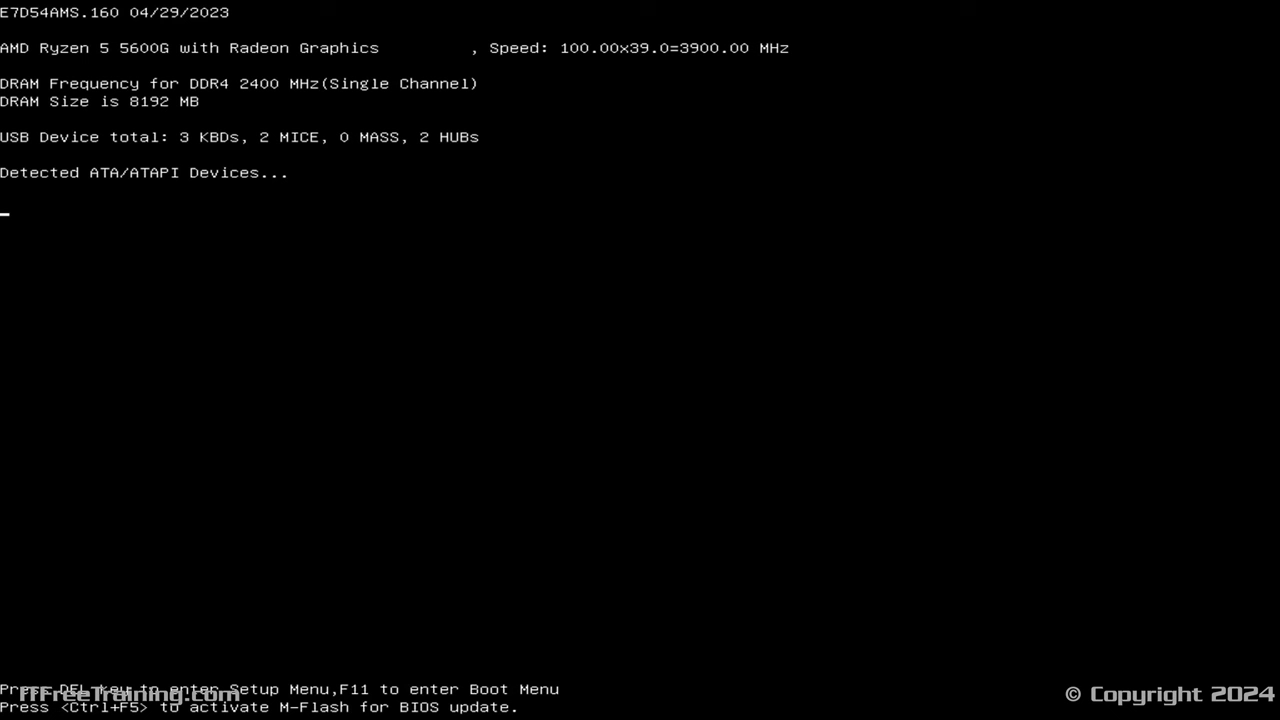 E7D54AMS.160 04/29/2023
AMD Ryzen 5 5600G with Radeon Graphics , Speed: 100.00x39.0=3900.00 MHz
DRAM Frequency for DDR4 2400 MHz(Single Channel)
DRAM Size is 8192 MB
USB Device total: 3 KBDs, 2 MICE, 0 MASS, 2 HUBs
Detected ATA/ATAPI Devices...
Press DEL key to enter Setup Menu,F11 to enter Boot Menu
ITFreeTraining.com
© Copyright 2024
Press <Ctrl+F5> to activate M-Flash for BIOS update.